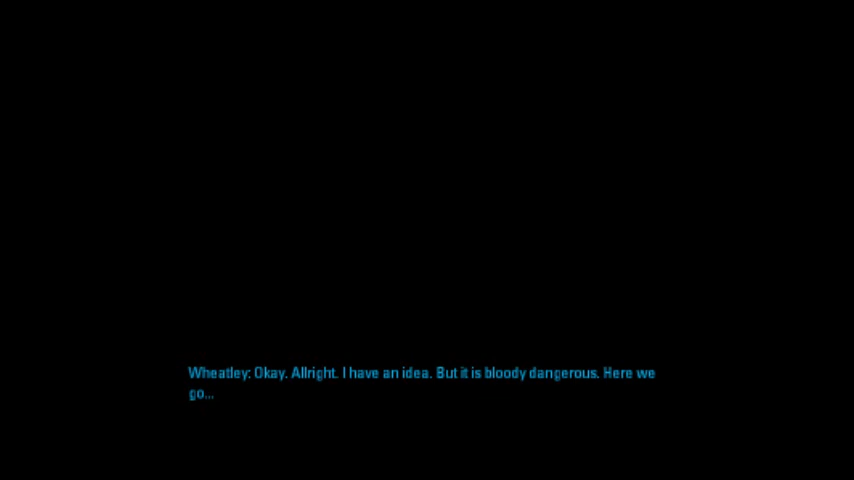 Wheatley: Okay. Allright. I have an idea. But it is bloody dangerous. Here we
go...